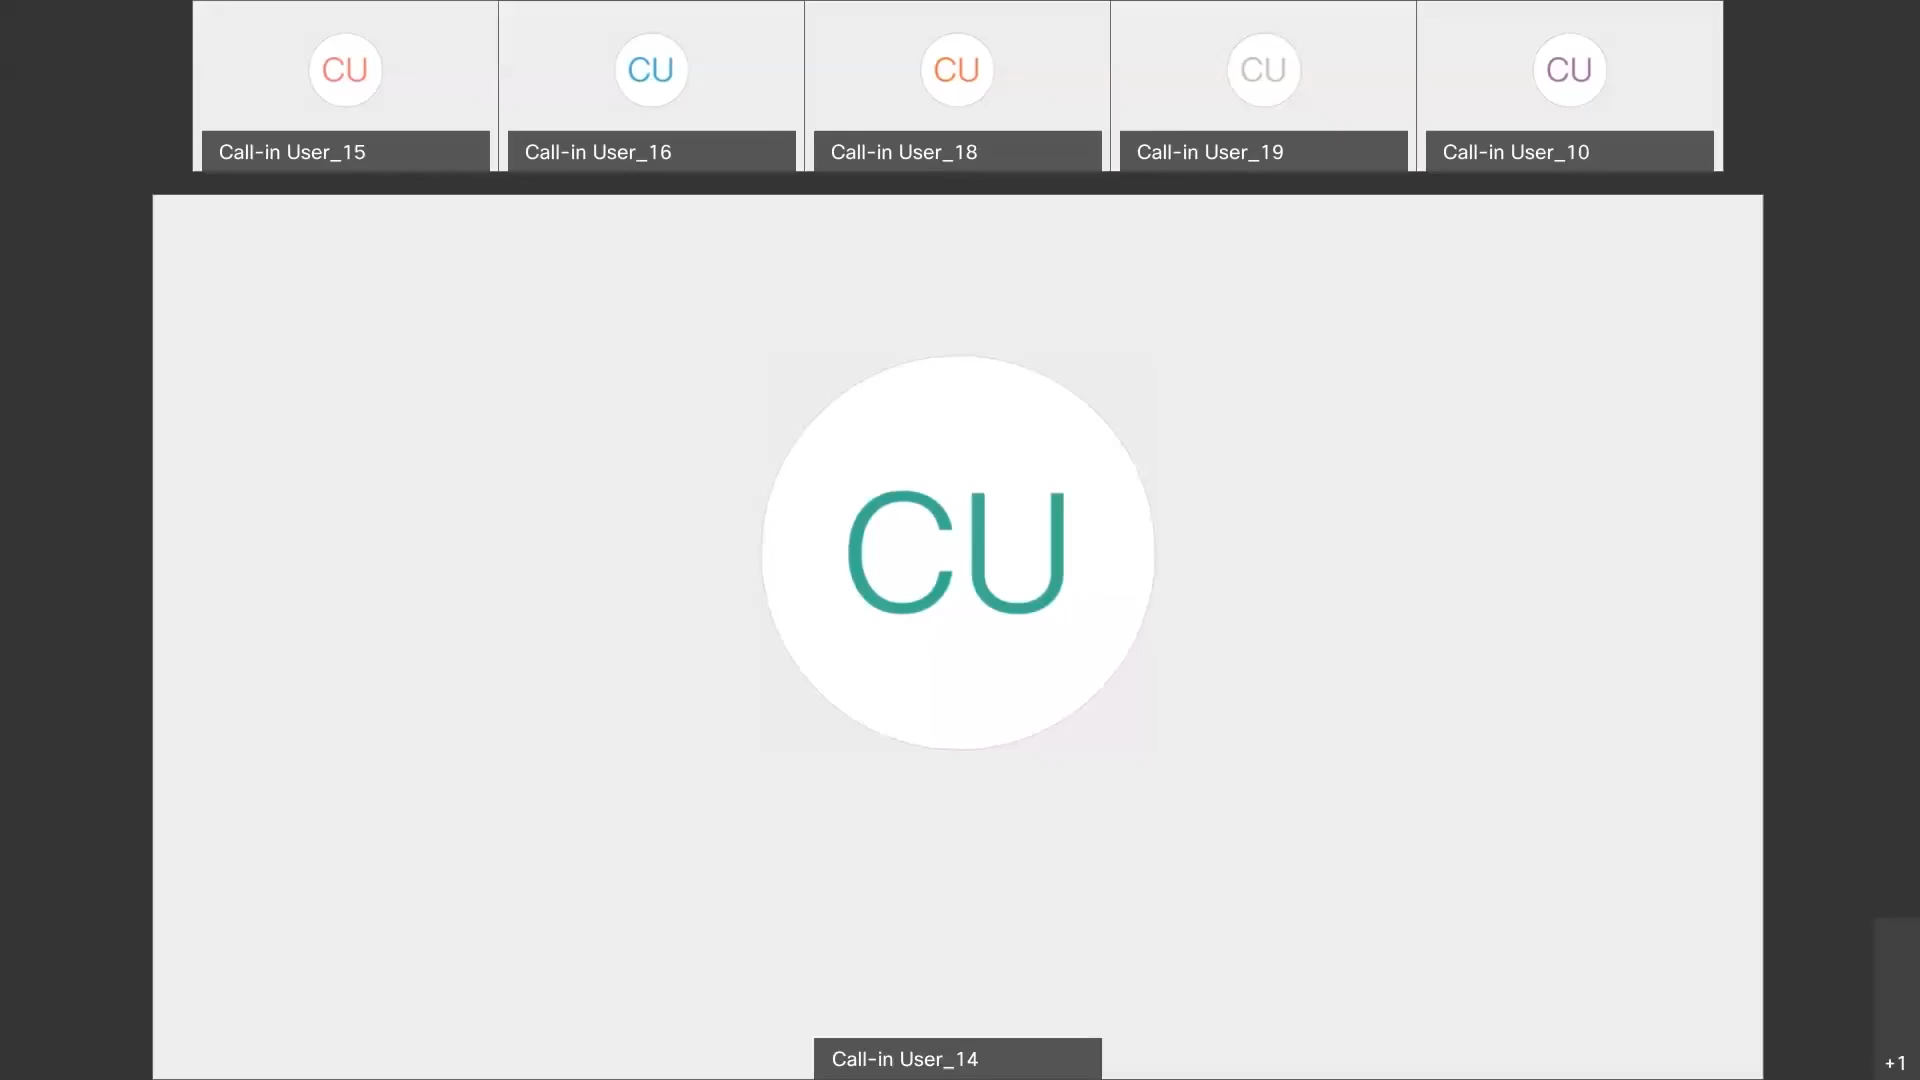 CU
CU
CU
CU
CU
Call-in User_15
Call-in User_16
Call-in User_18
Call-in User_19
Call-in User_10
CU
Call-in User_14
+1